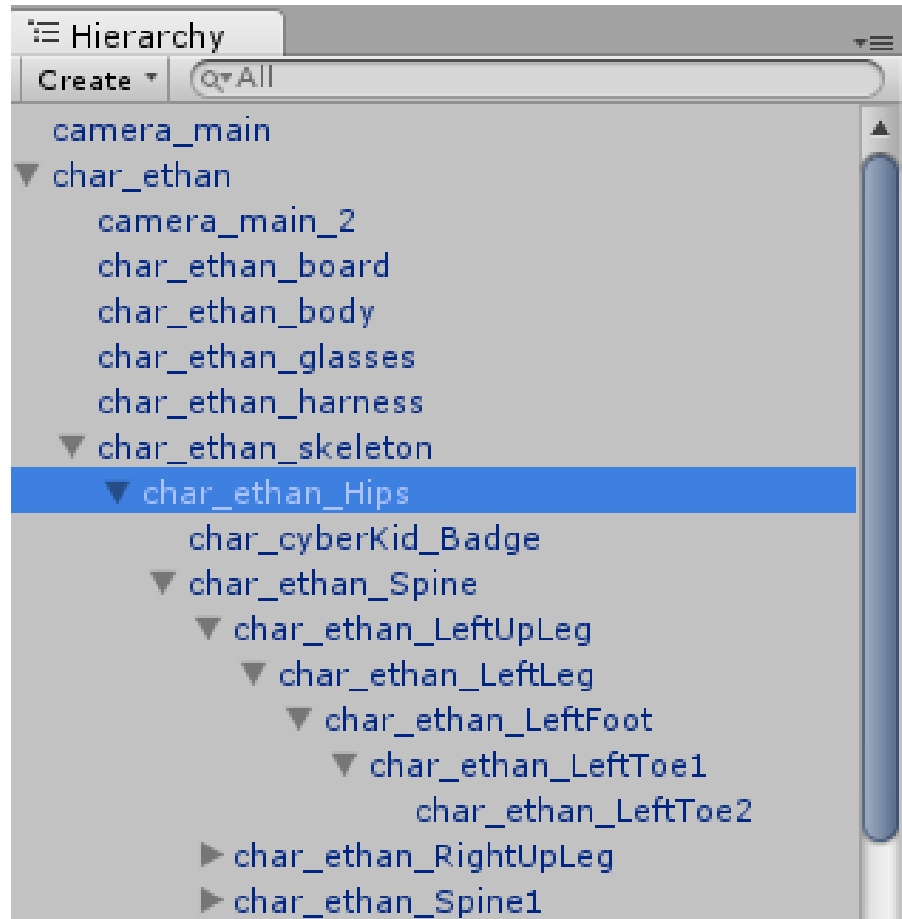 Hierarchy
Create All
camera_main
char_ethan
camera_main_2
char_ethan_board
char_ethan_body
char_ethan_glasses
char_ethan_harness
char_ethan_skeleton
char_ethan_Hips
char_cyberKid_Badge
char_ethan_Spine
char_ethan_LeftUpLeg
char_ethan_LeftLeg
char_ethan_LeftFoot
char_ethan_LeftToe1
char_ethan_LeftToe2
char_ethan_RightUpLeg
char_ethan_Spine1